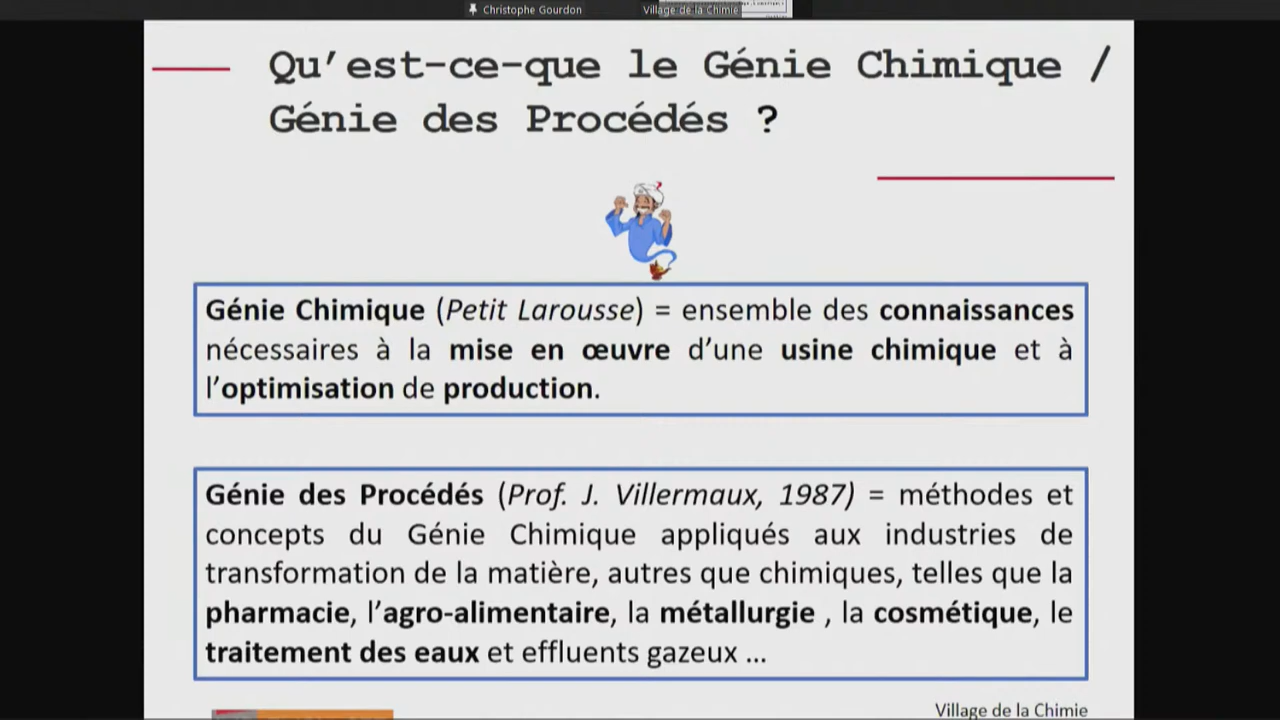 Christophe Gourdon
Village de la Chimie
Qu'est-ce-que le Génie Chimique /
Génie des Procédés ?
Génie Chimique (Petit Larousse) = ensemble des connaissances
nécessaires à la mise en œuvre d'une usine chimique et à
l'optimisation de production.
Génie des Procédés (Prof. J. Villermaux, 1987) = méthodes et
concepts du Génie Chimique appliqués aux industries de
transformation de la matière, autres que chimiques, telles que la
pharmacie, l'agro-alimentaire, la métallurgie , la cosmétique, le
traitement des eaux et effluents gazeux ...
Village de la Chimie